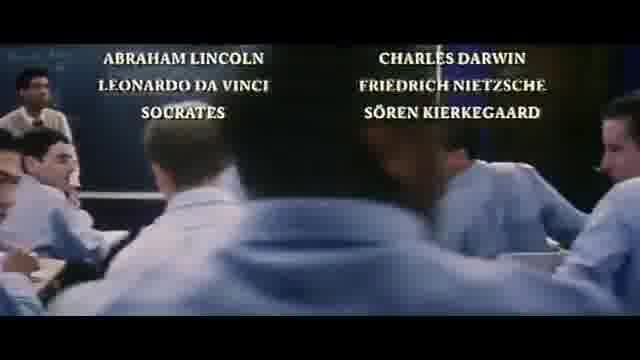 ABRAHAM LINCOLN CHARLES DARWIN
LEONARDO DA VINCI FRIEDRICH NIETZSCHE
SOCRATES SÖREN KIERKEGAARD